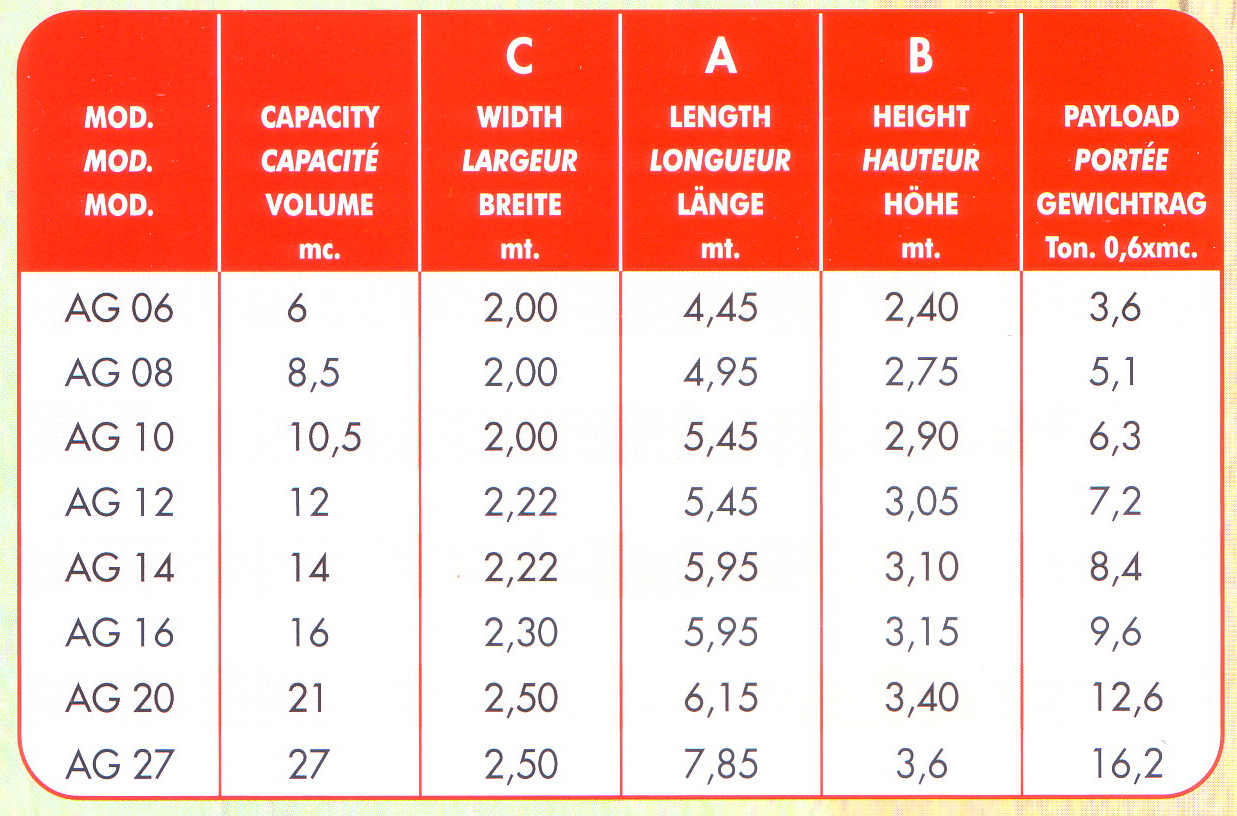 C A B
MOD. CAPACITY WIDTH LENGTH HEIGHT PAYLOAD
MOD. CAPACITÉ LARGEUR LONGUEUR HAUTEUR PORTÉE
MOD. VOLUME BREITE LÄNGE HÖHE GEWICHTRAG
mc. mt. mt. mt. Ton. 0,6xmc.
AG 06 6 2,00 4,45 2,40 3,6
AG 08 8,5 2,00 4,95 2,75 5,1
AG 10 10,5 2,00 5,45 2,90 6,3
AG 12 12 2,22 5,45 3,05 7,2
AG 14 14 2,22 5,95 3,10 8,4
AG 16 16 2,30 5,95 3,15 9,6
AG 20 21 2,50 6,15 3,40 12,6
AG 27 27 2,50 7,85 3,6 16,2